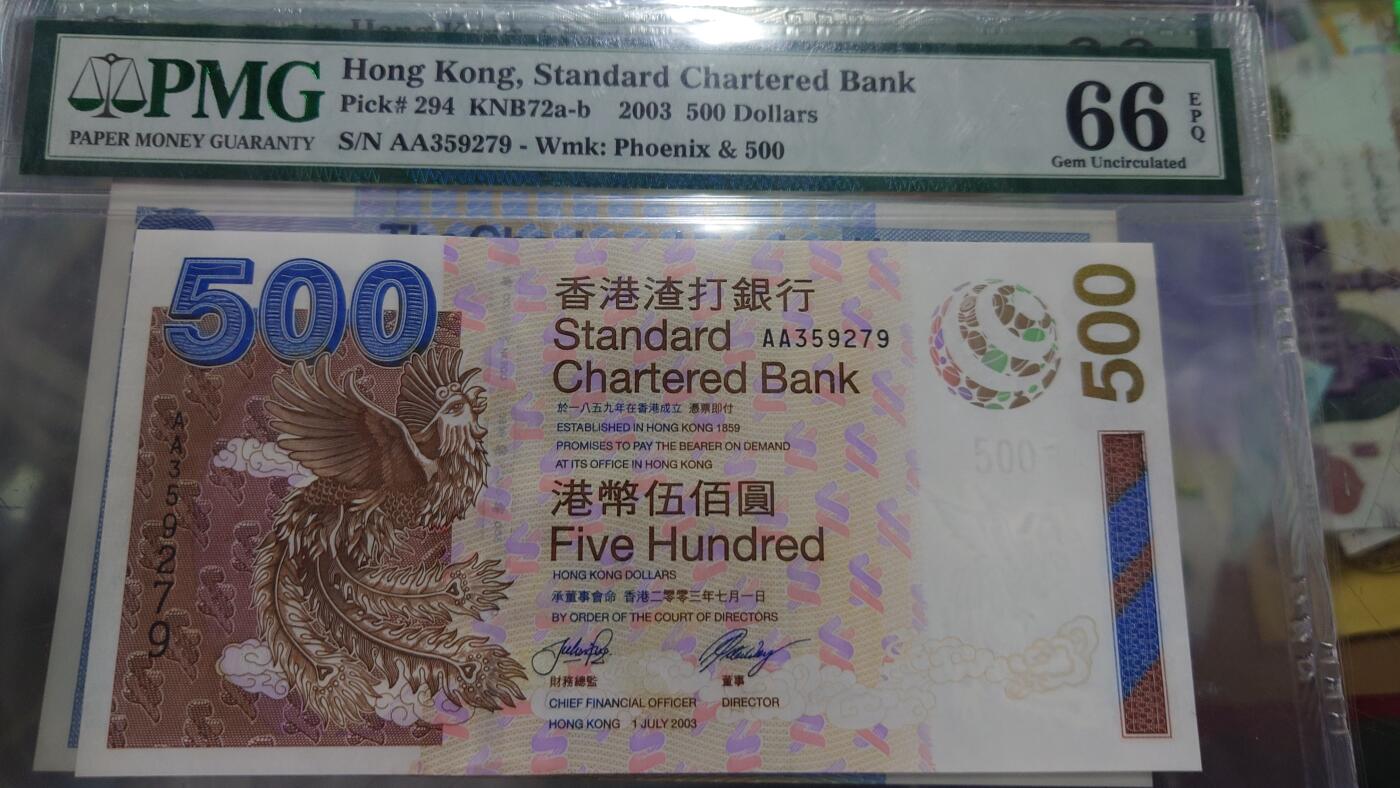 PMG
PAPER MONEY GUARANTY
Hong Kong, Standard Chartered Bank
Pick# 294 KNB72a-b 2003 500 Dollars
S/N AA359279 - Wmk: Phoenix & 500
66
EPQ
Gem Uncirculated
500
香港渣打銀行
Standard AA359279
Chartered Bank
500
於一八五九年在香港成立 憑票即付
ESTABLISHED IN HONG KONG 1859
PROMISES TO PAY THE BEARER ON DEMAND
AT ITS OFFICE IN HONG KONG
500
AA359279
港幣伍佰圓
Five Hundred
HONG KONG DOLLARS
承董事會命 香港二零零三年七月一日
BY ORDER OF THE COURT OF DIRECTORS
財務總監 董事
CHIEF FINANCIAL OFFICER DIRECTOR
HONG KONG 1 JULY 2003